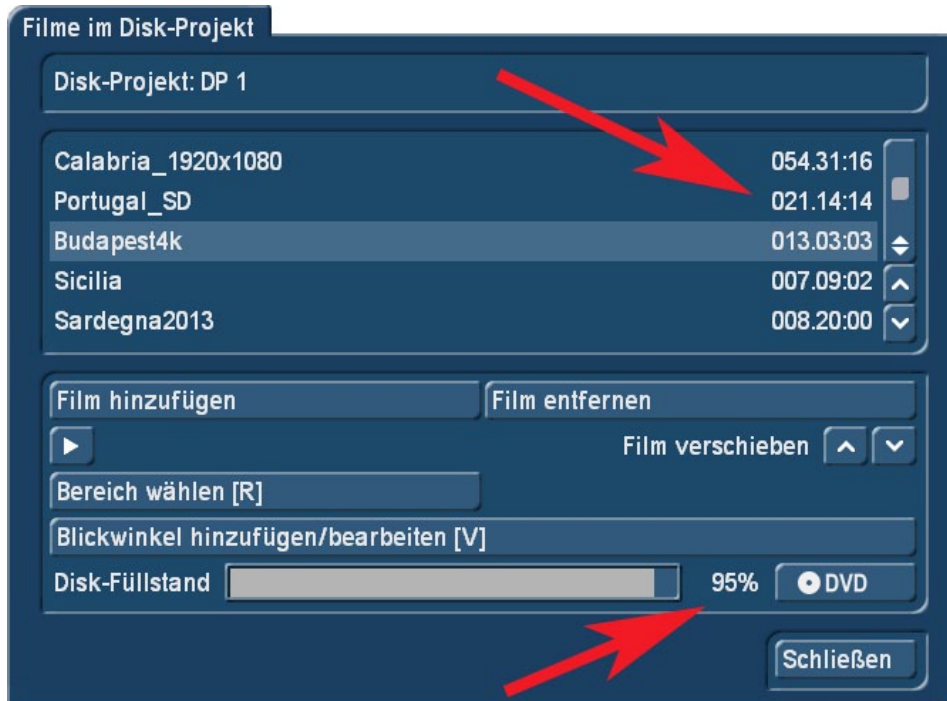 Filme im Disk-Projekt
Disk-Projekt: DP 1
Calabria_1920x1080 054.31:16
Portugal_SD 021.14:14
Budapest4k 013.03:03
Sicilia 007.09:02
Sardegna2013 008.20:00
Film hinzufügen Film entfernen
Film verschieben
Bereich wählen [R]
Blickwinkel hinzufügen/bearbeiten [V]
Disk-Füllstand 95% DVD
Schließen